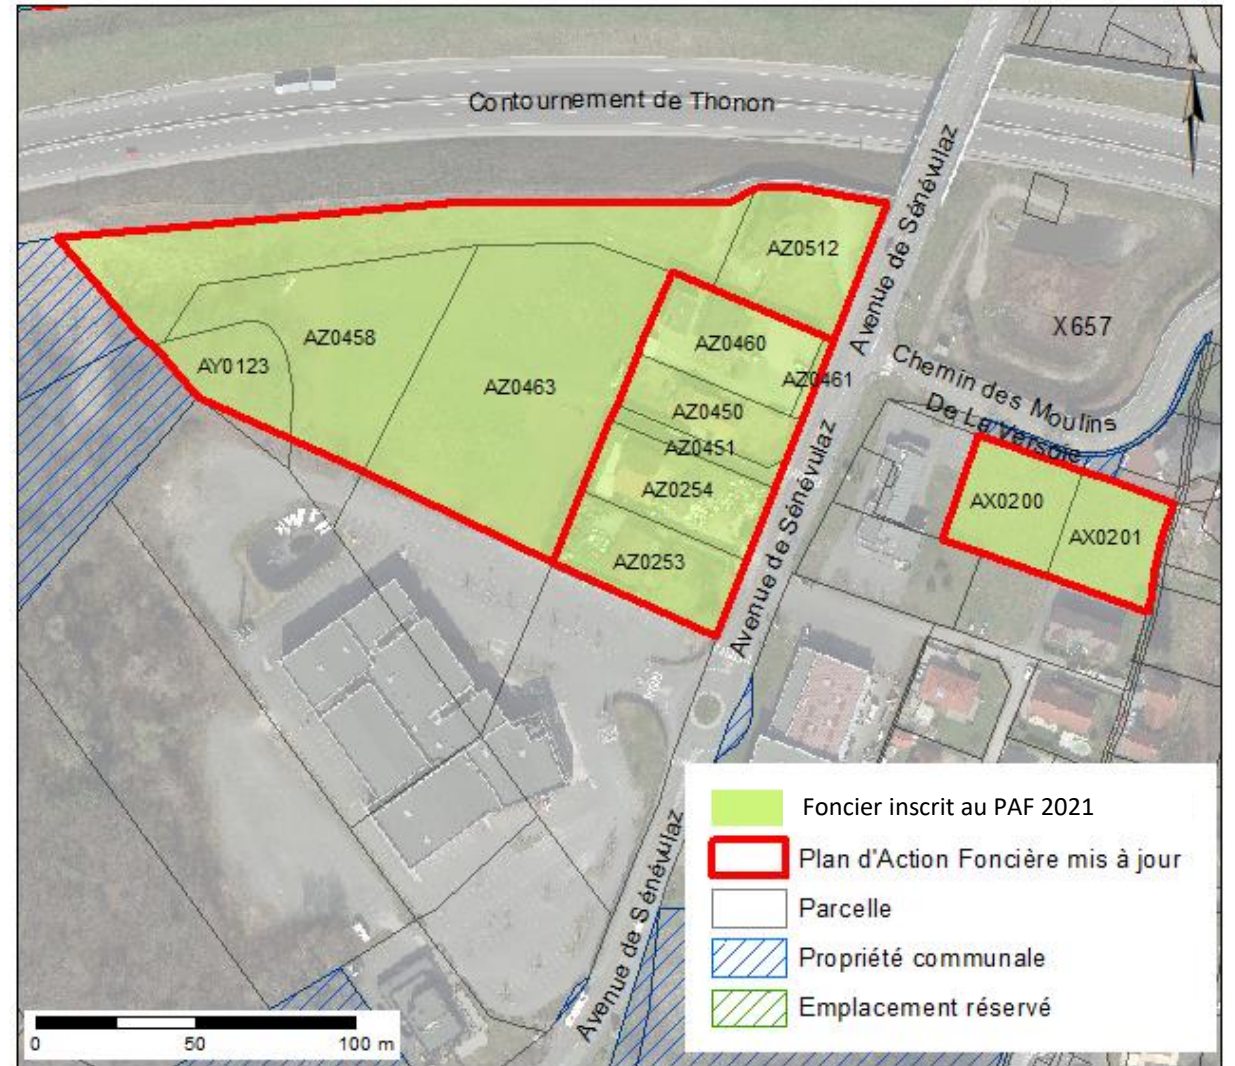 Contournement de Thonon
Avenue de Sénévulaz
AZ0512
X657
AZ0458
AZ0460
AY0123
AZ0463
AZ0461
Chemin des Moulins
De La Versoie
AZ0450
AZ0451
AZ0254
AX0200
AX0201
AZ0253
Avenue de Sénévulaz
Avenue de Sénévulaz
Foncier inscrit au PAF 2021
Plan d'Action Foncière mis à jour
Parcelle
Propriété communale
Emplacement réservé
0 50 100 m